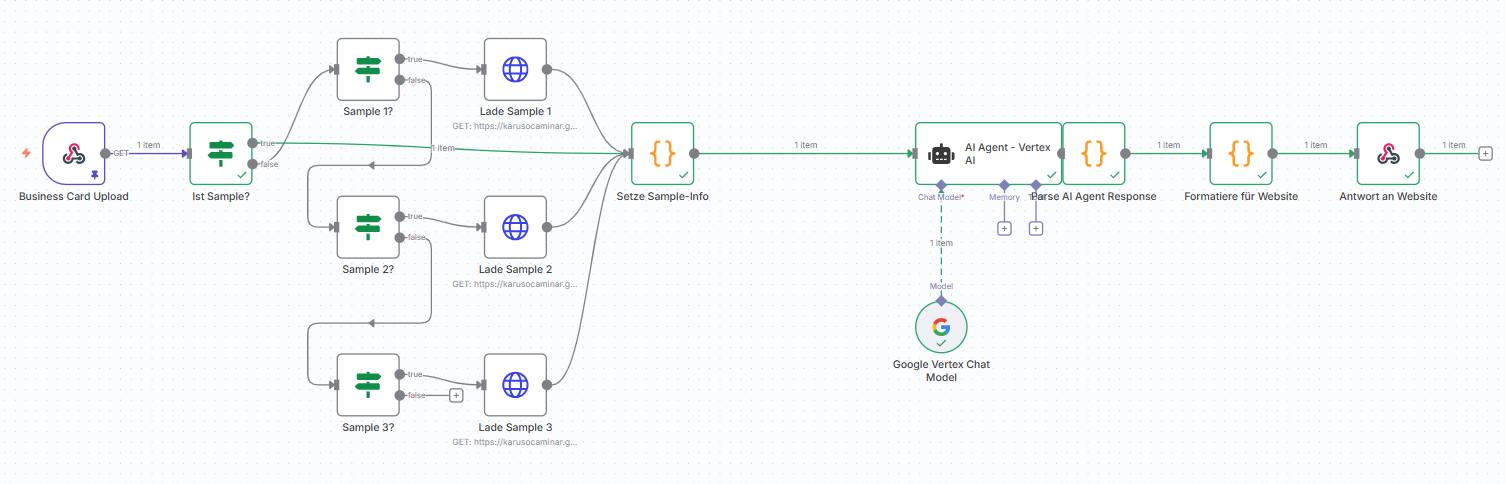 Sample 1?
true
false
Lade Sample 1
GET: https://karusocaminar.g...
Business Card Upload
GET
1 item
Ist Sample?
true
false
1 item
Setze Sample-Info
1 item
AI Agent - Vertex
AI
Chat Model*
Memory
Parse AI Agent Response
1 item
Formatiere für Website
1 item
Antwort an Website
1 item
Sample 2?
true
false
Lade Sample 2
GET: https://karusocaminar.g...
1 item
Model
Google Vertex Chat
Model
Sample 3?
true
false
Lade Sample 3
GET: https://karusocaminar.g...